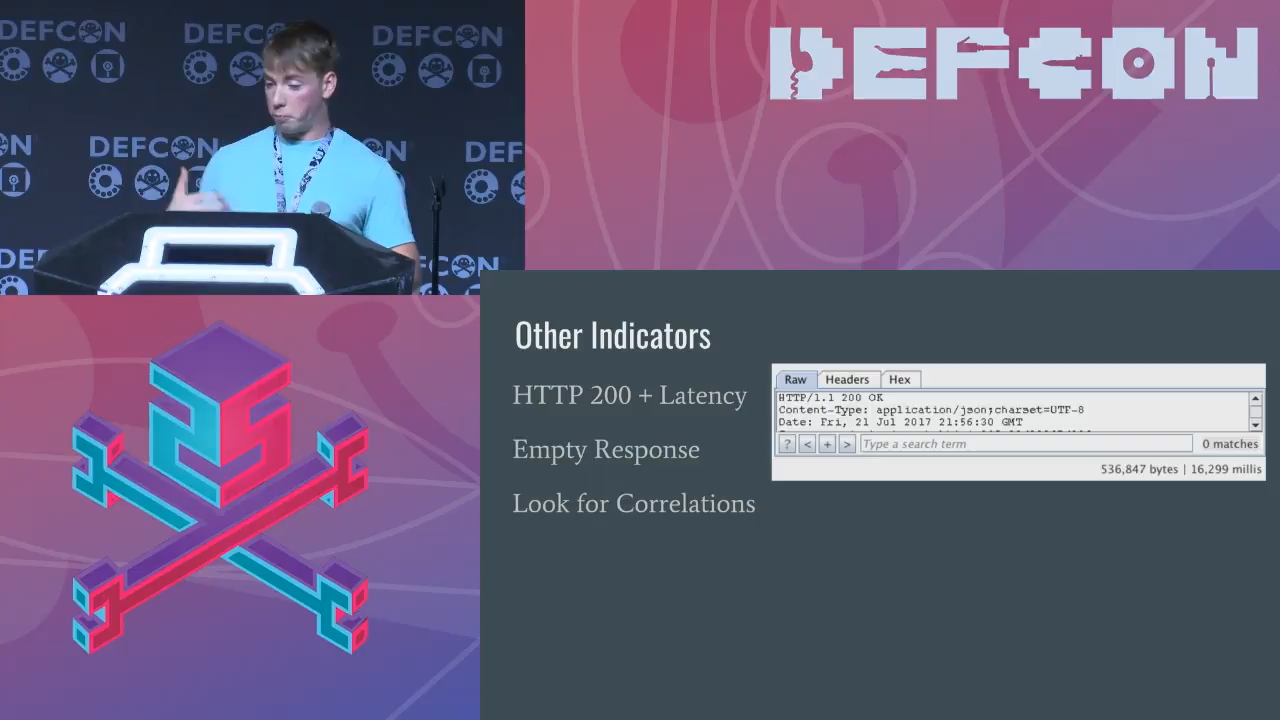 DEFCON
DEFCON
DEFCON
DEFCON
DEFCON
DEF
DEFCON
Other Indicators
HTTP 200 + Latency
Empty Response
Look for Correlations
Raw
Headers
Hex
HTTP/1.1 200 OK
Content-Type: application/json;charset=UTF-8
Date: Fri, 21 Jul 2017 21:56:30 GMT
? < + > Type a search term 0 matches
536,847 bytes | 16,299 millis